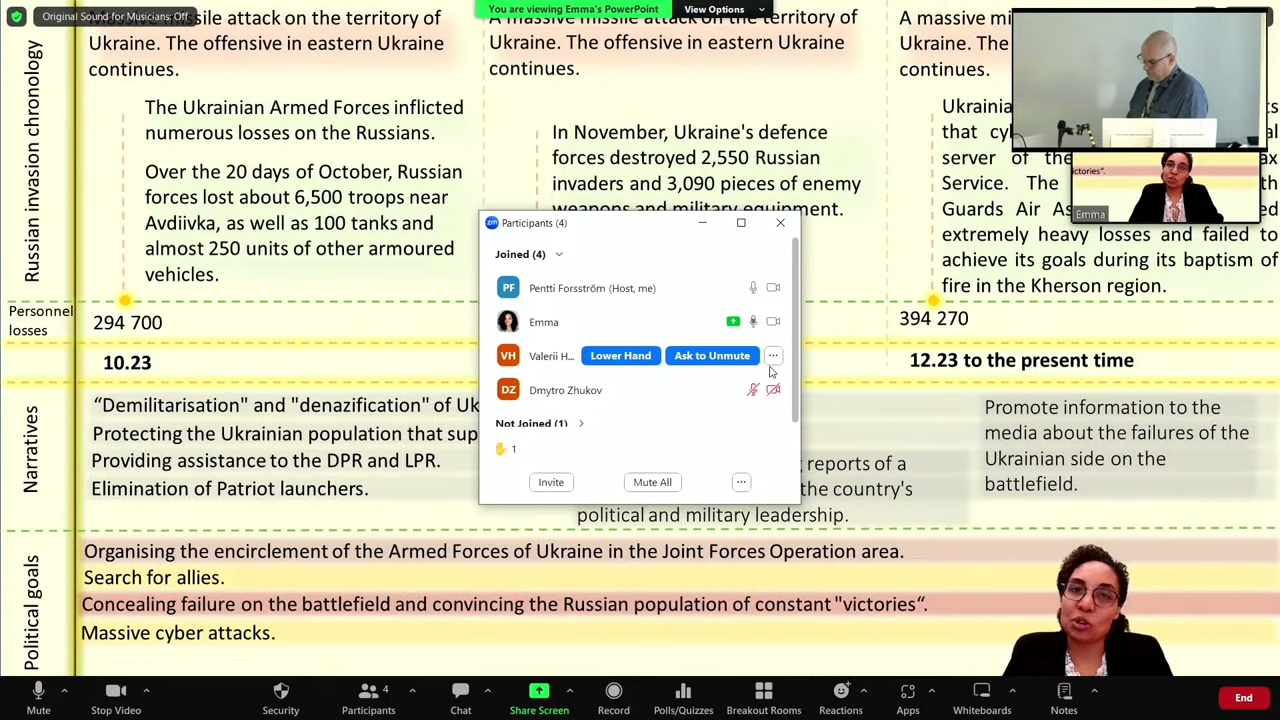 Original Sound for Musicians: Off
You are viewing Emma's PowerPoint
View Options
Russian invasion chronology
missile attack on the territory of
Ukraine. The offensive in eastern Ukraine
continues.
The Ukrainian Armed Forces inflicted
numerous losses on the Russians.
Over the 20 days of October, Russian
forces lost about 6,500 troops near
Avdiivka, as well as 100 tanks and
almost 250 units of other armoured
vehicles.
A massive missile attack on the territory of
Ukraine. The offensive in eastern Ukraine
continues.
In November, Ukraine's defence
forces destroyed 2,550 Russian
invaders and 3,090 pieces of enemy
weapons and military equipment.
A massive mi
Ukraine. The
continues.
Ukrainia
that cy
server of the
Service. The
Guards Air As
extremely heavy losses and failed to
achieve its goals during its baptism of
fire in the Kherson region.
ictories“.
Emma
Personnel
losses
294 700
394 270
10.23
12.23 to the present time
Narratives
“Demilitarisation" and "denazification" of Uk
Protecting the Ukrainian population that sup
Providing assistance to the DPR and LPR.
Elimination of Patriot launchers.
reports of a
the country's
political and military leadership.
Promote information to the
media about the failures of the
Ukrainian side on the
battlefield.
Political goals
Organising the encirclement of the Armed Forces of Ukraine in the Joint Forces Operation area.
Search for allies.
Concealing failure on the battlefield and convincing the Russian population of constant "victories“.
Massive cyber attacks.
zm Participants (4)
Joined (4)
PF Pentti Forsström (Host, me)
Emma
VH Valerii H... Lower Hand Ask to Unmute ...
DZ Dmytro Zhukov
Not Joined (1)
1
Invite Mute All ...
Mute
Stop Video
Security
Participants 4
Chat
Share Screen
Record
Polls/Quizzes
Breakout Rooms
Reactions
Apps
Whiteboards
Notes
End